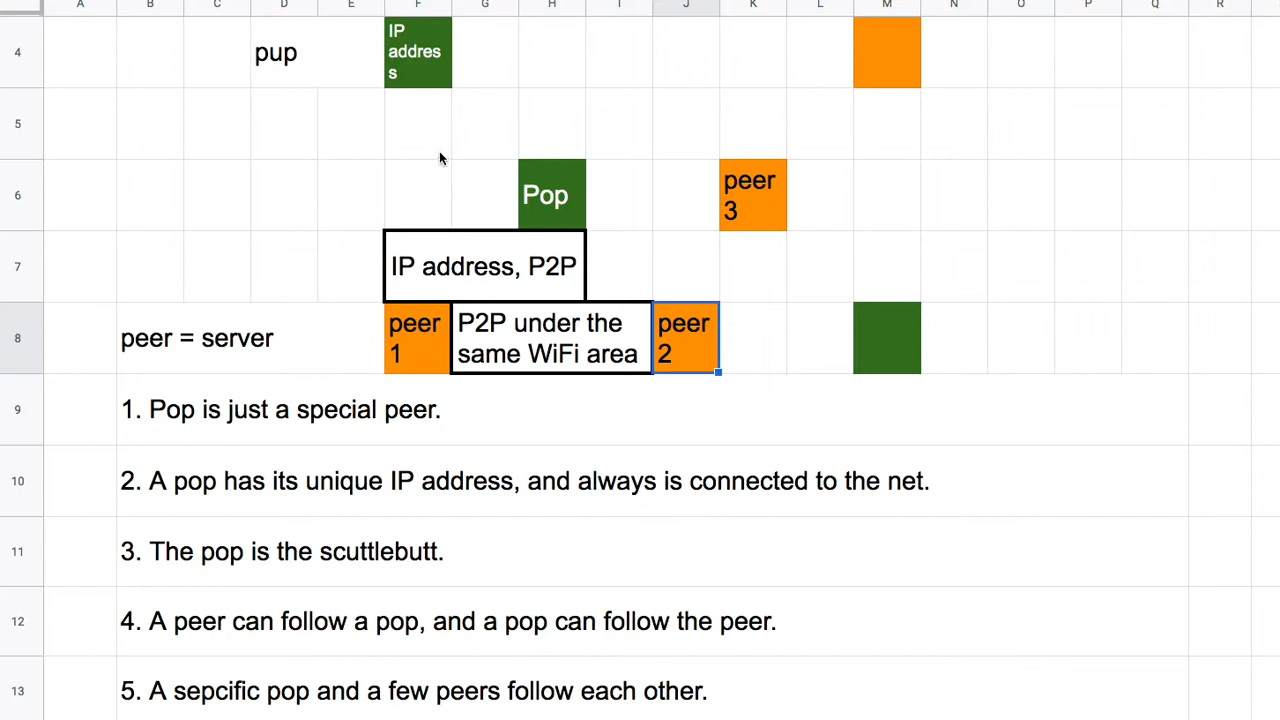 A B C D E F G H I J K L M N O P Q R
4
pup
IP
addres
s
5
6
Pop
peer
3
7
IP address, P2P
8
peer = server
peer
1
P2P under the
same WiFi area
peer
2
9
1. Pop is just a special peer.
10
2. A pop has its unique IP address, and always is connected to the net.
11
3. The pop is the scuttlebutt.
12
4. A peer can follow a pop, and a pop can follow the peer.
13
5. A sepcific pop and a few peers follow each other.